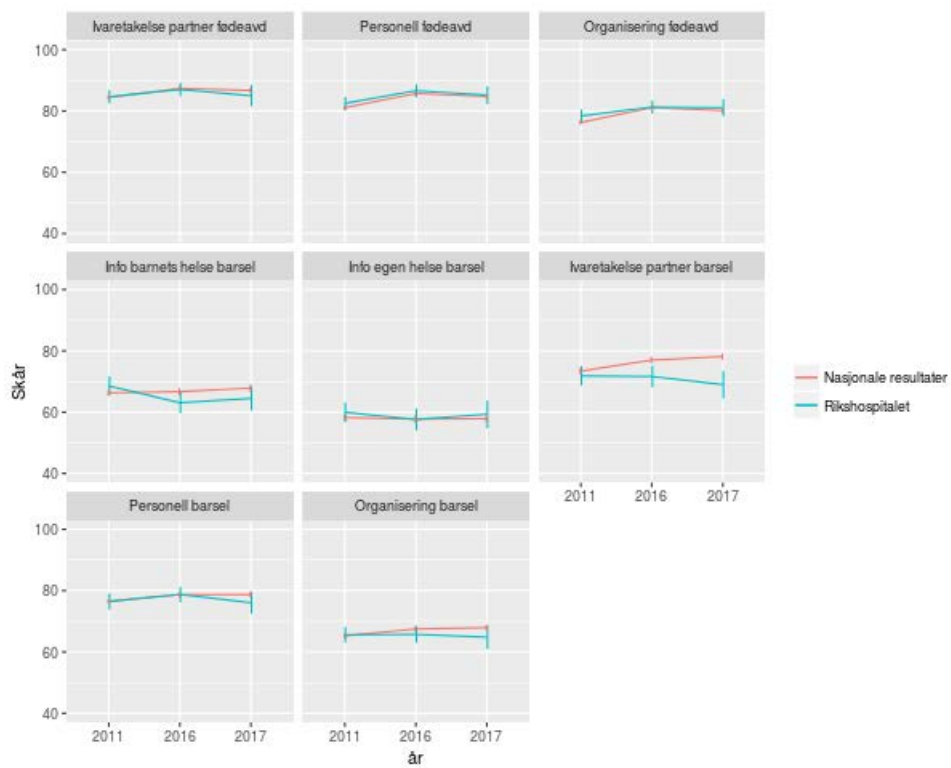 Ivaretakelse partner fødeavd
Personell fødeavd
Organisering fødeavd
100
80
60
40
Info barnets helse barsel
Info egen helse barsel
Ivaretakelse partner barsel
100
80
60
40
Skår
Nasjonale resultater
Rikshospitalet
2011 2016 2017
Personell barsel
Organisering barsel
100
80
60
40
2011 2016 2017
2011 2016 2017
år